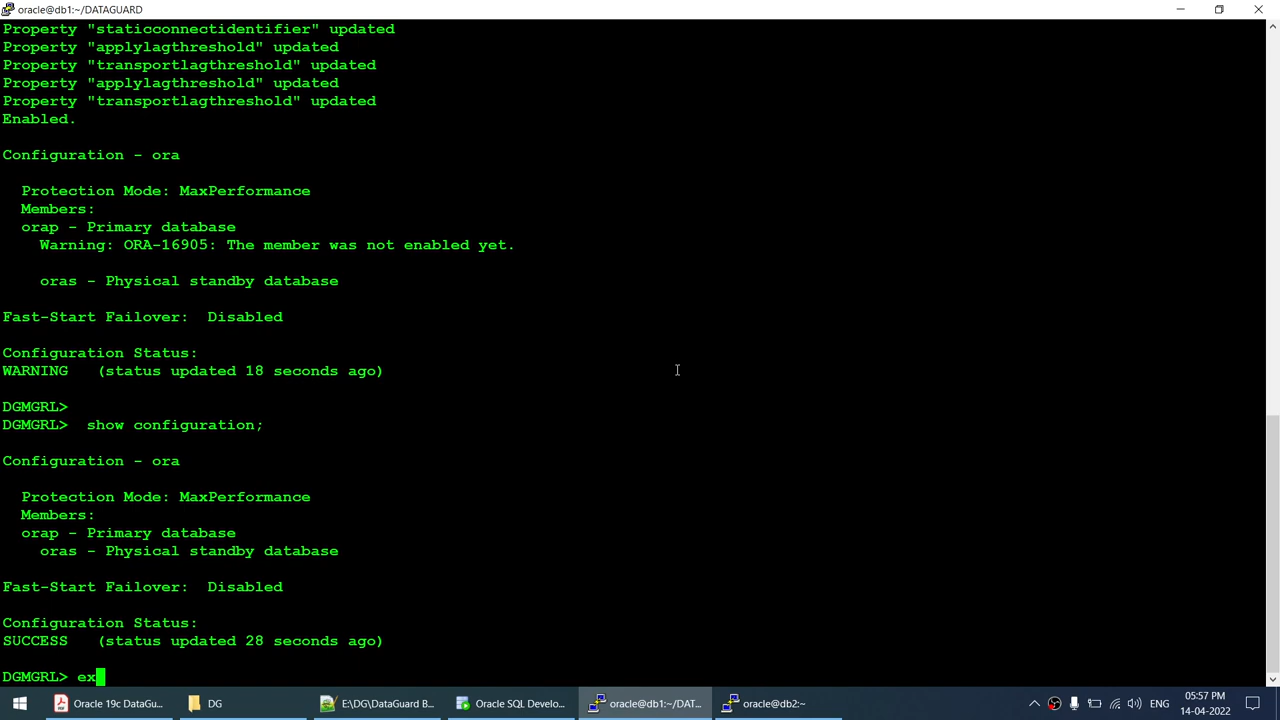 oracle@db1:~/DATAGUARD
Property "staticconnectidentifier" updated
Property "applylagthreshold" updated
Property "transportlagthreshold" updated
Property "applylagthreshold" updated
Property "transportlagthreshold" updated
Enabled.
Configuration - ora
Protection Mode: MaxPerformance
Members:
orap - Primary database
Warning: ORA-16905: The member was not enabled yet.
oras - Physical standby database
Fast-Start Failover:  Disabled
Configuration Status:
WARNING   (status updated 18 seconds ago)
DGMGRL>
DGMGRL>  show configuration;
Configuration - ora
Protection Mode: MaxPerformance
Members:
orap - Primary database
oras - Physical standby database
Fast-Start Failover:  Disabled
Configuration Status:
SUCCESS   (status updated 28 seconds ago)
DGMGRL> ex
Oracle 19c DataGu...
DG
E:\DG\DataGuard B...
Oracle SQL Develo...
oracle@db1:~/DAT...
oracle@db2:~
ENG
05:57 PM
14-04-2022